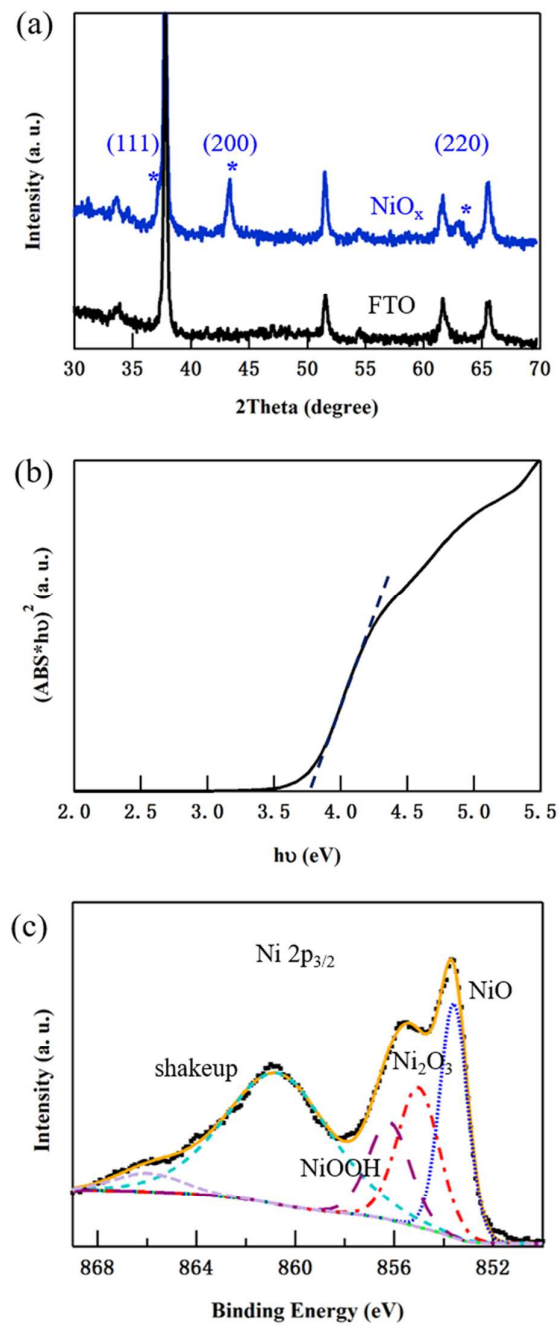 (a)
Intensity (a. u.)
(111)
(200)
(220)
*
*
*
NiOₓ
FTO
30 35 40 45 50 55 60 65 70
2Theta (degree)
(b)
(ABS*hυ)² (a. u.)
2.0 2.5 3.0 3.5 4.0 4.5 5.0 5.5
hυ (eV)
(c)
Intensity (a. u.)
Ni 2p₃/₂
NiO
shakeup
Ni₂O₃
NiOOH
868 864 860 856 852
Binding Energy (eV)